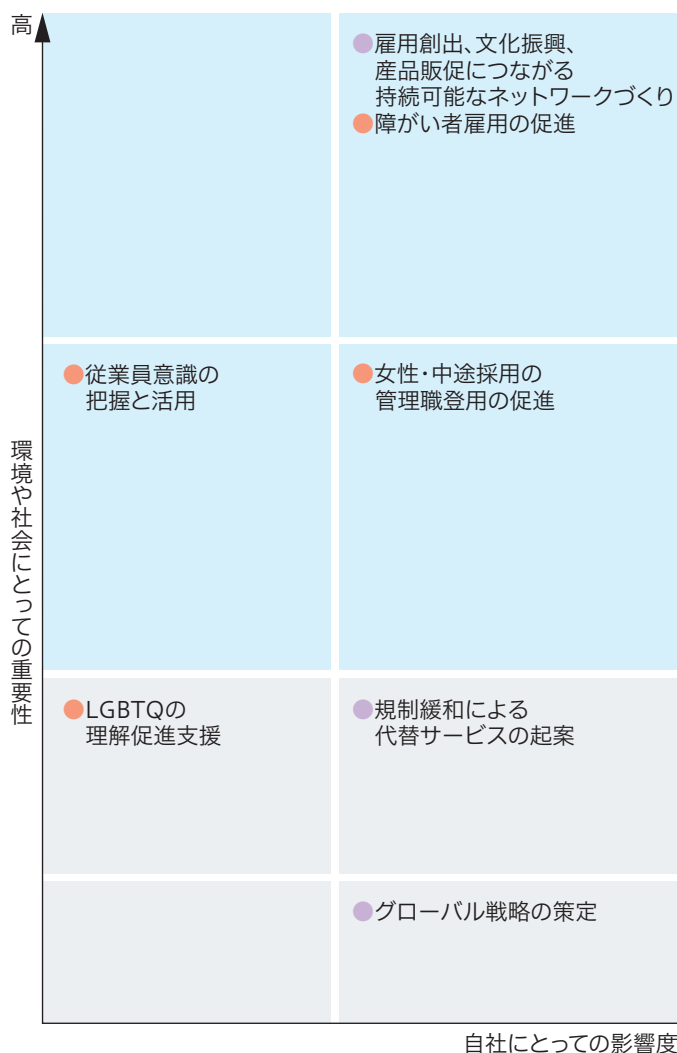 高
雇用創出、文化振興、
産品販促につながる
持続可能なネットワークづくり
障がい者雇用の促進
従業員意識の
把握と活用
女性・中途採用の
管理職登用の促進
環境や社会にとっての重要性
LGBTQの
理解促進支援
規制緩和による
代替サービスの起案
グローバル戦略の策定
自社にとっての影響度